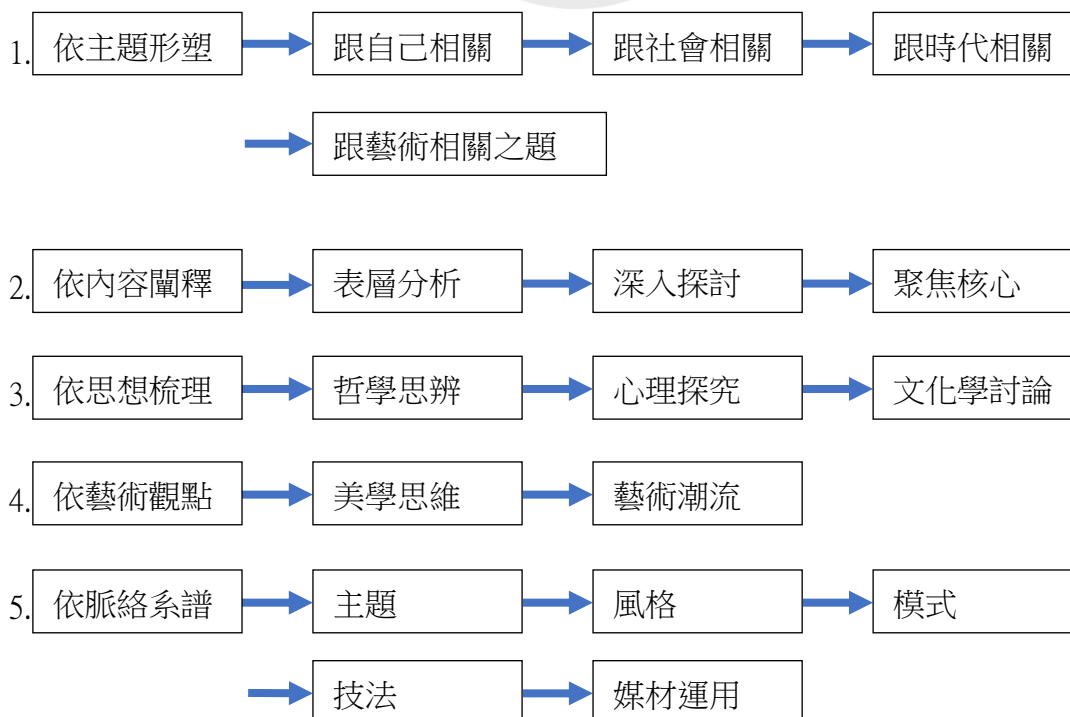 1. 依主題形塑 跟自己相關 跟社會相關 跟時代相關
跟藝術相關之題
2. 依內容闡釋 表層分析 深入探討 聚焦核心
3. 依思想梳理 哲學思辨 心理探究 文化學討論
4. 依藝術觀點 美學思維 藝術潮流
5. 依脈絡系譜 主題 風格 模式
技法 媒材運用